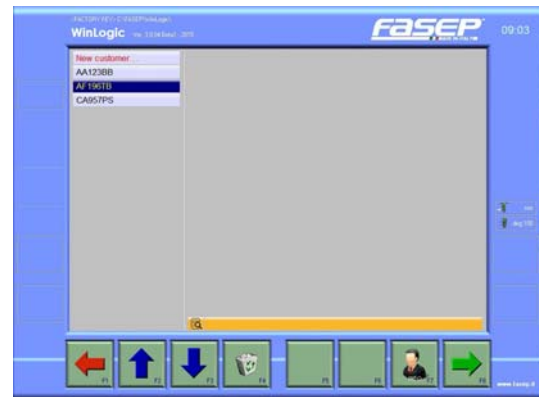 WinLogic
FASEP
09:03
New customer ...
AA123BB
AF196TB
CA957PS
F1
F2
F3
F4
F5
F6
F7
F8
www.fasep.it